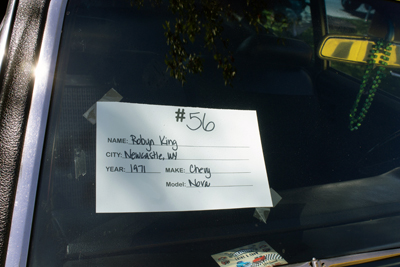 #56
NAME: Robyn King
CITY: Newcastle, WY
YEAR: 1971 MAKE: Chevy
Model: Nova